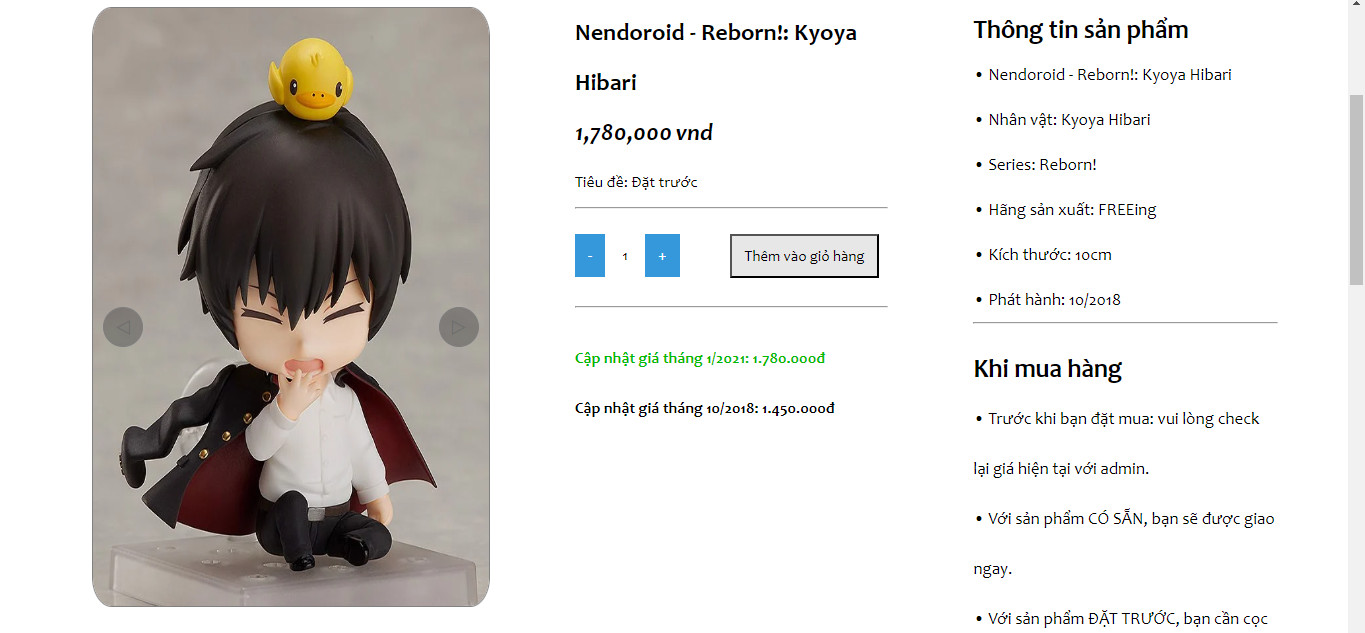 Nendoroid - Reborn!: Kyoya
Hibari
1,780,000 vnd
Tiêu đề: Đặt trước
- 1 +
Thêm vào giỏ hàng
Cập nhật giá tháng 1/2021: 1.780.000đ
Cập nhật giá tháng 10/2018: 1.450.000đ
Thông tin sản phẩm
• Nendoroid - Reborn!: Kyoya Hibari
• Nhân vật: Kyoya Hibari
• Series: Reborn!
• Hãng sản xuất: FREEing
• Kích thước: 10cm
• Phát hành: 10/2018
Khi mua hàng
• Trước khi bạn đặt mua: vui lòng check
lại giá hiện tại với admin.
• Với sản phẩm CÓ SẴN, bạn sẽ được giao
ngay.
• Với sản phẩm ĐẶT TRƯỚC, bạn cần cọc